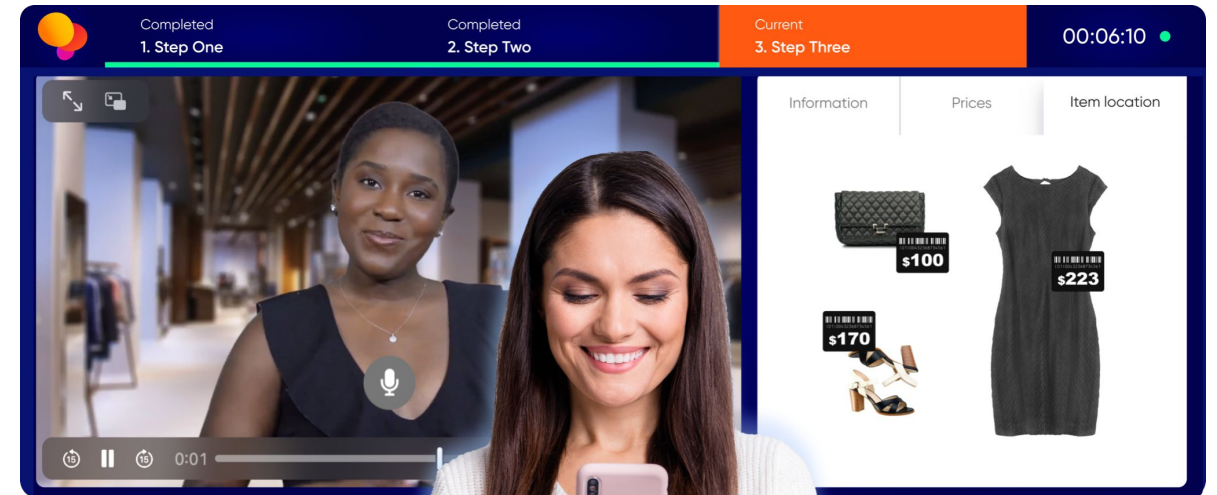 Completed
1. Step One
Completed
2. Step Two
Current
3. Step Three
00:06:10
Information
Prices
Item location
$100
$223
$170
15
15
0:01